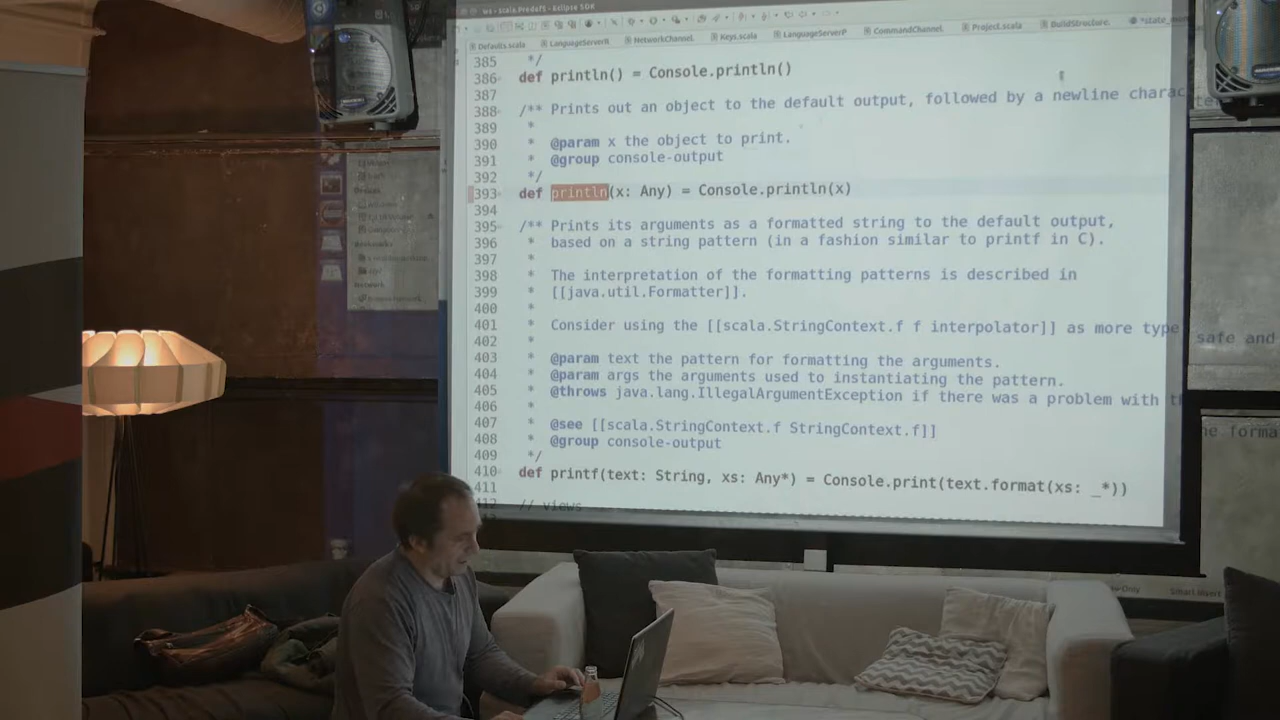 ws - Scala Predef - Eclipse SDK
Defaults.scala LanguageServerR NetworkChannel. Keys.scala LanguageServerP CommandChannel. Project.scala BuildStructure.
385 */
386 def println() = Console.println()
387
388 /** Prints out an object to the default output, followed by a newline charac
389 *
390 * @param x the object to print.
391 * @group console-output
392 */
393 def println(x: Any) = Console.println(x)
394
395 /** Prints its arguments as a formatted string to the default output,
396 * based on a string pattern (in a fashion similar to printf in C).
397 *
398 * The interpretation of the formatting patterns is described in
399 * [[java.util.Formatter]].
400 *
401 * Consider using the [[scala.StringContext.f f interpolator]] as more type safe and
402 *
403 * @param text the pattern for formatting the arguments.
404 * @param args the arguments used to instantiating the pattern.
405 * @throws java.lang.IllegalArgumentException if there was a problem with t
406 *
he forma
407 * @see [[scala.StringContext.f StringContext.f]]
408 * @group console-output
409 */
410 def printf(text: String, xs: Any*) = Console.print(text.format(xs: _*))
411
412 // views
Smart Insert